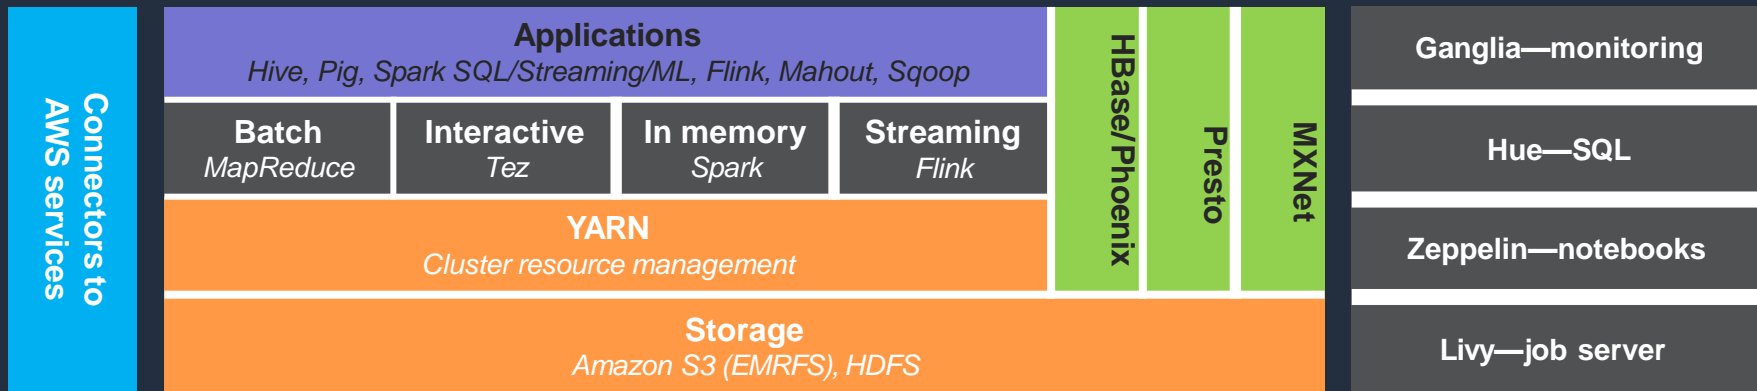 Connectors to
AWS services
Applications
Hive, Pig, Spark SQL/Streaming/ML, Flink, Mahout, Sqoop
Batch
MapReduce
Interactive
Tez
In memory
Spark
Streaming
Flink
YARN
Cluster resource management
HBase/Phoenix
Presto
MXNet
Storage
Amazon S3 (EMRFS), HDFS
Ganglia—monitoring
Hue—SQL
Zeppelin—notebooks
Livy—job server